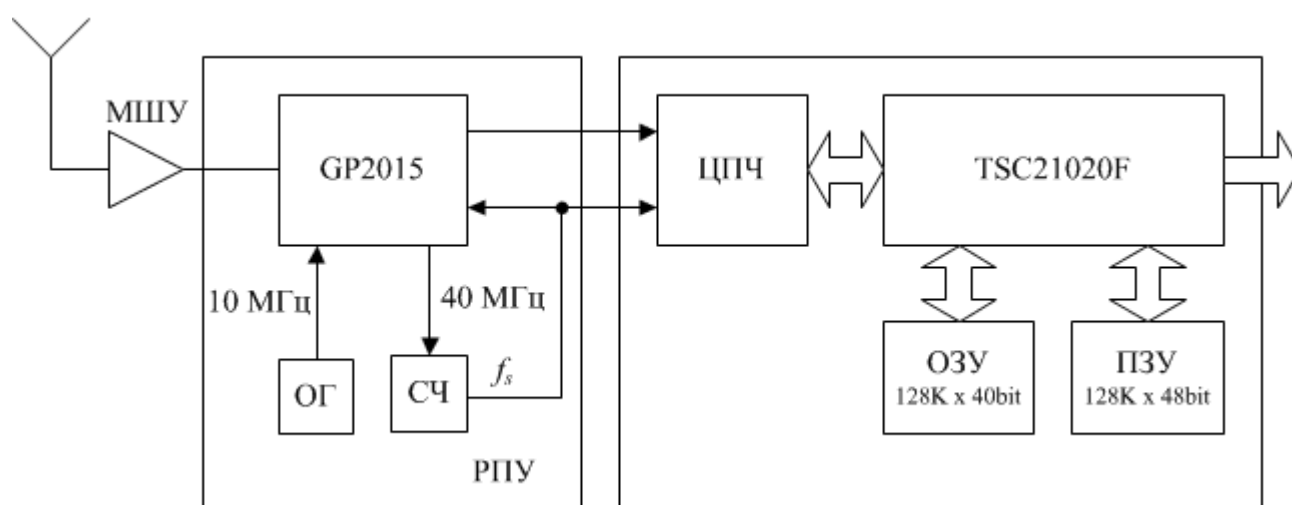 МШУ
GP2015
ЦПЧ
TSC21020F
10 МГц
40 МГц
ОГ
СЧ
fs
ОЗУ
128K x 40bit
ПЗУ
128K x 48bit
РПУ